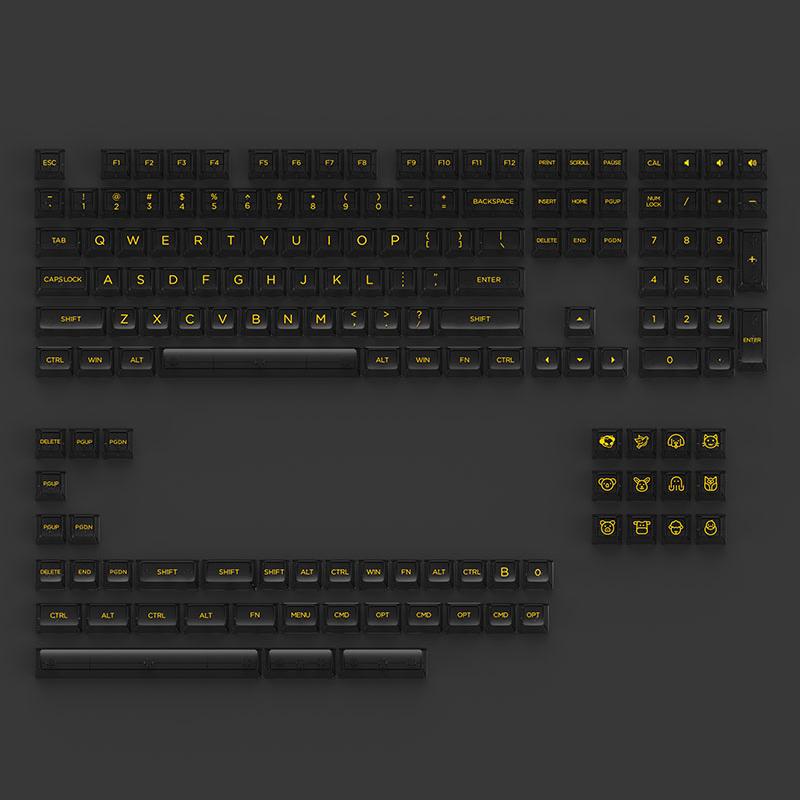 ESC F1 F2 F3 F4 F5 F6 F7 F8 F9 F10 F11 F12 PRINT SCROLL PAUSE CAL
~ ! @ # $ % ^ & * ( ) — + BACKSPACE INSERT HOME PGUP NUM / * —
` 1 2 3 4 5 6 7 8 9 0 - = LOCK
TAB Q W E R T Y U I O P { } | DELETE END PGDN 7 8 9 +
[ ] \
CAPSLOCK A S D F G H J K L : " ENTER 4 5 6
; '
SHIFT Z X C V B N M < > ? SHIFT 1 2 3 ENTER
, . /
CTRL WIN ALT ALT WIN FN CTRL 0 .
DELETE PGUP PGDN
PGUP
PGUP PGDN
DELETE END PGDN SHIFT SHIFT SHIFT ALT CTRL WIN FN ALT CTRL B 0
CTRL ALT CTRL ALT FN MENU CMD OPT CMD OPT CMD OPT